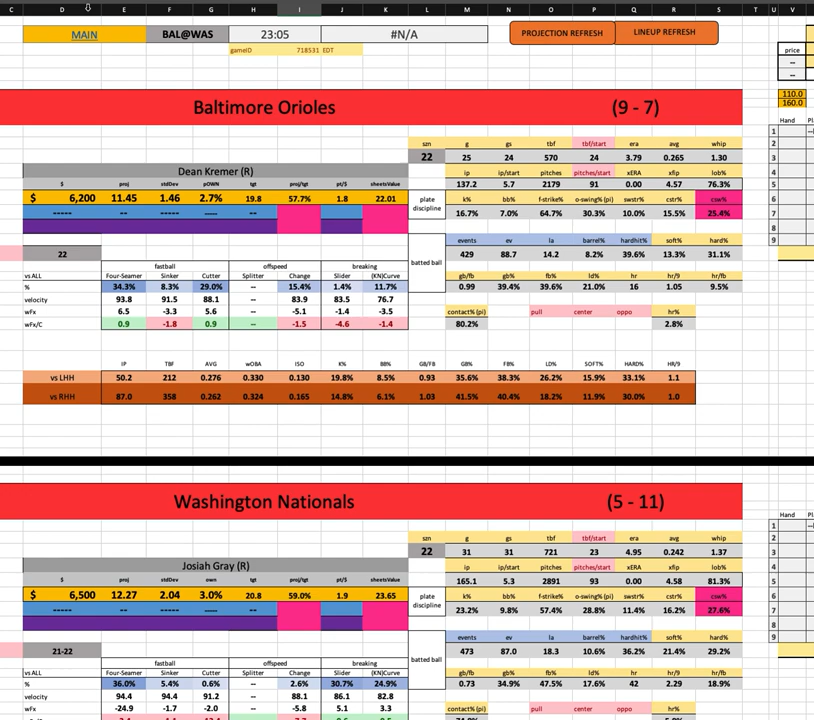 C D E F G H I J K L M N O P Q R S T U V
MAIN BAL@WAS 23:05 #N/A PROJECTION REFRESH LINEUP REFRESH
gameID 718531 EDT
price
--
--
110.0
160.0
Baltimore Orioles (9 - 7)
Hand Pl
1
szn g gs tbf tbf/start era avg whip 2
22 25 24 570 24 3.79 0.265 1.30 3
Dean Kremer (R) ip ip/start pitches pitches/start xERA xfip lob% 4
$ proj stdDev pOWN tgt proj/tgt pt/$ sheetsValue 137.2 5.7 2179 91 0.00 4.57 76.3% 5
$ 6,200 11.45 1.46 2.7% 19.8 57.7% 1.8 22.01 plate discipline k% bb% f-strike% o-swing% (pi) swstr% cstr% csw% 6
----- -- -- ---- -- 16.7% 7.0% 64.7% 30.3% 10.0% 15.5% 25.4% 7
8
events ev la barrel% hardhit% soft% hard% 9
22 batted ball 429 88.7 14.2 8.2% 39.6% 13.3% 31.1%
fastball offspeed breaking
vs ALL Four-Seamer Sinker Cutter Splitter Change Slider (KN)Curve gb/fb gb% fb% ld% hr hr/9 hr/fb
% 34.3% 8.3% 29.0% -- 15.4% 1.4% 11.7% 0.99 39.4% 39.6% 21.0% 16 1.05 9.5%
velocity 93.8 91.5 88.1 -- 83.9 83.5 76.7
wFx 6.5 -3.3 5.6 -- -5.1 -1.4 -3.5 contact% (pi) pull center oppo hr%
wFx/C 0.9 -1.8 0.9 -- -1.5 -4.6 -1.4 80.2% 2.8%
IP TBF AVG wOBA ISO K% BB% GB/FB GB% FB% LD% SOFT% HARD% HR/9
vs LHH 50.2 212 0.276 0.330 0.130 19.8% 8.5% 0.93 35.6% 38.3% 26.2% 15.9% 33.1% 1.1
vs RHH 87.0 358 0.262 0.324 0.165 14.8% 6.1% 1.03 41.5% 40.4% 18.2% 11.9% 30.0% 1.0
Washington Nationals (5 - 11)
Hand Pl
1
szn g gs tbf tbf/start era avg whip 2
22 31 31 721 23 4.95 0.242 1.37 3
Josiah Gray (R) ip ip/start pitches pitches/start xERA xfip lob% 4
$ proj stdDev own tgt proj/tgt pt/$ sheetsValue 165.1 5.3 2891 93 0.00 4.58 81.3% 5
$ 6,500 12.27 2.04 3.0% 20.8 59.0% 1.9 23.65 plate discipline k% bb% f-strike% o-swing% (pi) swstr% cstr% csw% 6
----- -- -- ---- -- 23.2% 9.8% 57.4% 28.8% 11.4% 16.2% 27.6% 7
8
events ev la barrel% hardhit% soft% hard% 9
21-22 batted ball 473 87.0 18.3 10.6% 36.2% 21.4% 29.2%
fastball offspeed breaking
vs ALL Four-Seamer Sinker Cutter Splitter Change Slider (KN)Curve gb/fb gb% fb% ld% hr hr/9 hr/fb
% 36.0% 5.4% 0.6% -- 2.6% 30.7% 24.9% 0.73 34.9% 47.5% 17.6% 42 2.29 18.9%
velocity 94.4 94.4 91.2 -- 88.1 86.1 82.8
wFx -24.9 -1.7 -2.0 -- -5.8 5.1 3.3 contact% (pi) pull center oppo hr%